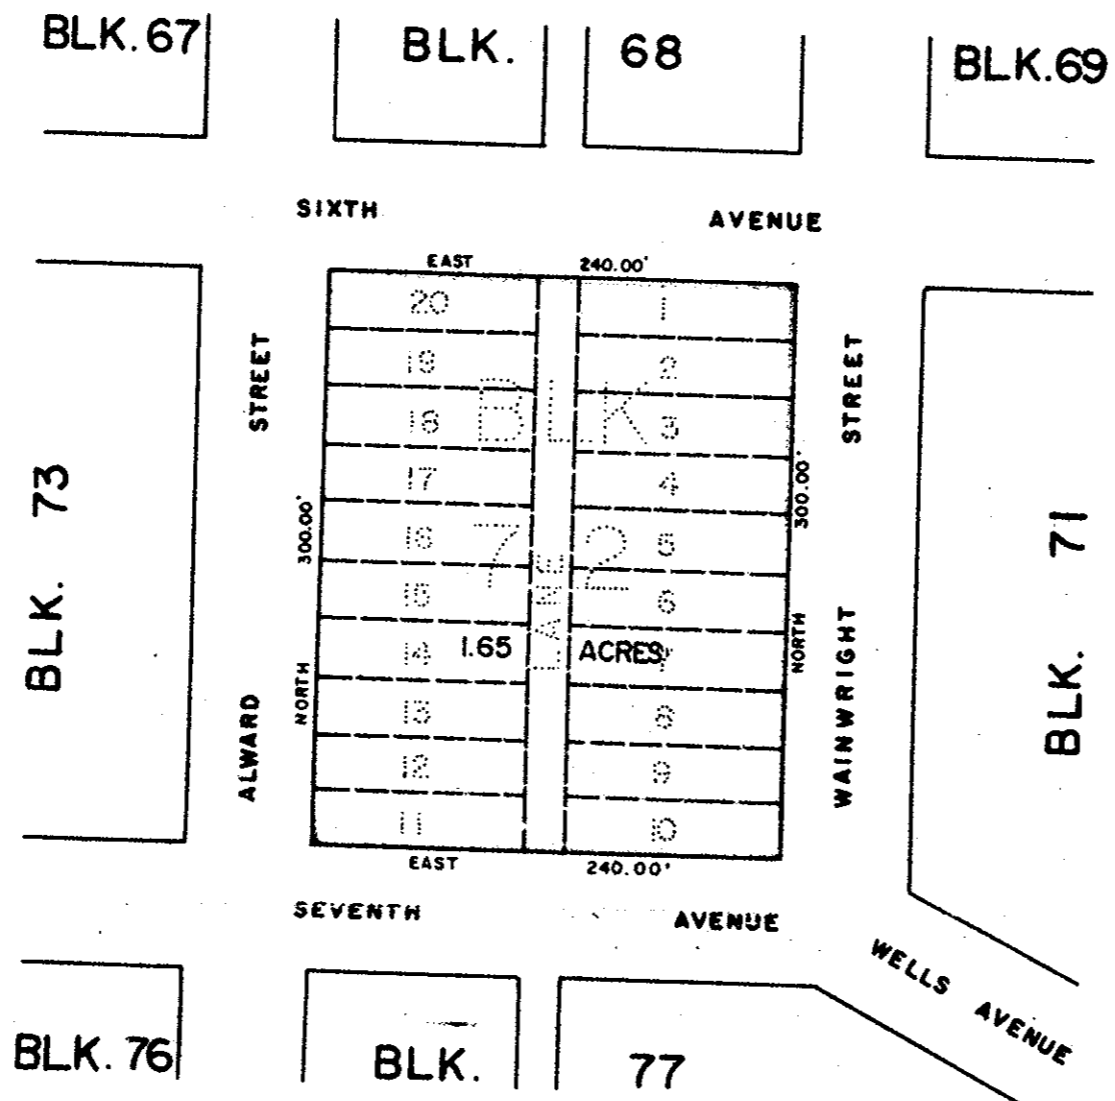 BLK. 67
BLK. 68
BLK. 69
SIXTH AVENUE
EAST 240.00'
20 1
19 2
18 3
BLK
17 4
16 5
72
15 6
LANE
14 7
1.65 ACRES
13 8
12 9
11 10
STREET
ALWARD
300.00'
NORTH
300.00'
NORTH
STREET
WAINWRIGHT
BLK. 73
BLK. 71
EAST 240.00'
SEVENTH AVENUE
WELLS AVENUE
BLK. 76
BLK. 77